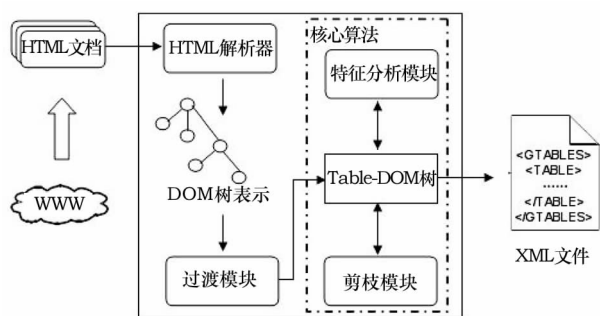 HTML文档
WWW
HTML解析器
DOM树表示
过渡模块
核心算法
特征分析模块
Table-DOM树
剪枝模块
<GTABLES>
<TABLE>
......
</TABLE>
</GTABLES>
XML文件